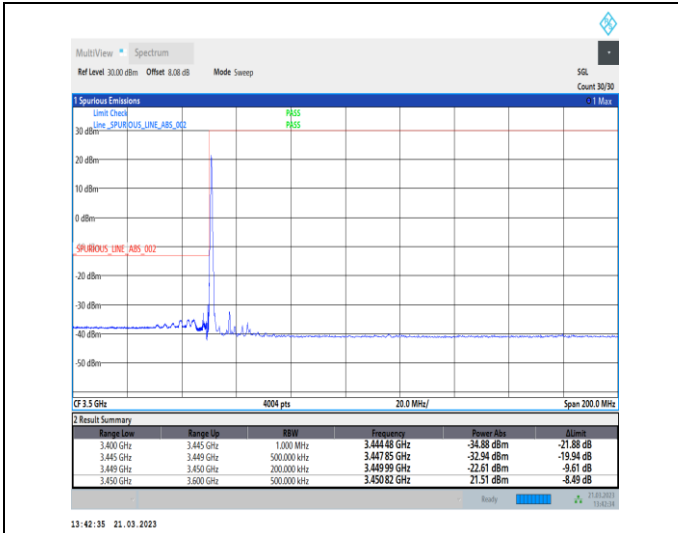 MultiView Spectrum
Ref Level 30.00 dBm Offset 8.08 dB Mode Sweep SGL
Count 30/30
1 Spurious Emissions 1 Max
Limit Check PASS
Line _SPURIOUS_LINE_ABS_002 PASS
30 dBm
20 dBm
10 dBm
0 dBm
_SPURIOUS_LINE_ABS_002
-20 dBm
-30 dBm
-40 dBm
-50 dBm
CF 3.5 GHz 4004 pts 20.0 MHz/ Span 200.0 MHz
2 Result Summary
Range Low Range Up RBW Frequency Power Abs ΔLimit
3.400 GHz 3.445 GHz 1.000 MHz 3.444 48 GHz -34.88 dBm -21.88 dB
3.445 GHz 3.449 GHz 500.000 kHz 3.447 85 GHz -32.94 dBm -19.94 dB
3.449 GHz 3.450 GHz 200.000 kHz 3.449 99 GHz -22.61 dBm -9.61 dB
3.450 GHz 3.600 GHz 500.000 kHz 3.450 82 GHz 21.51 dBm -8.49 dB
Ready 21.03.2023
13:42:34
13:42:35 21.03.2023